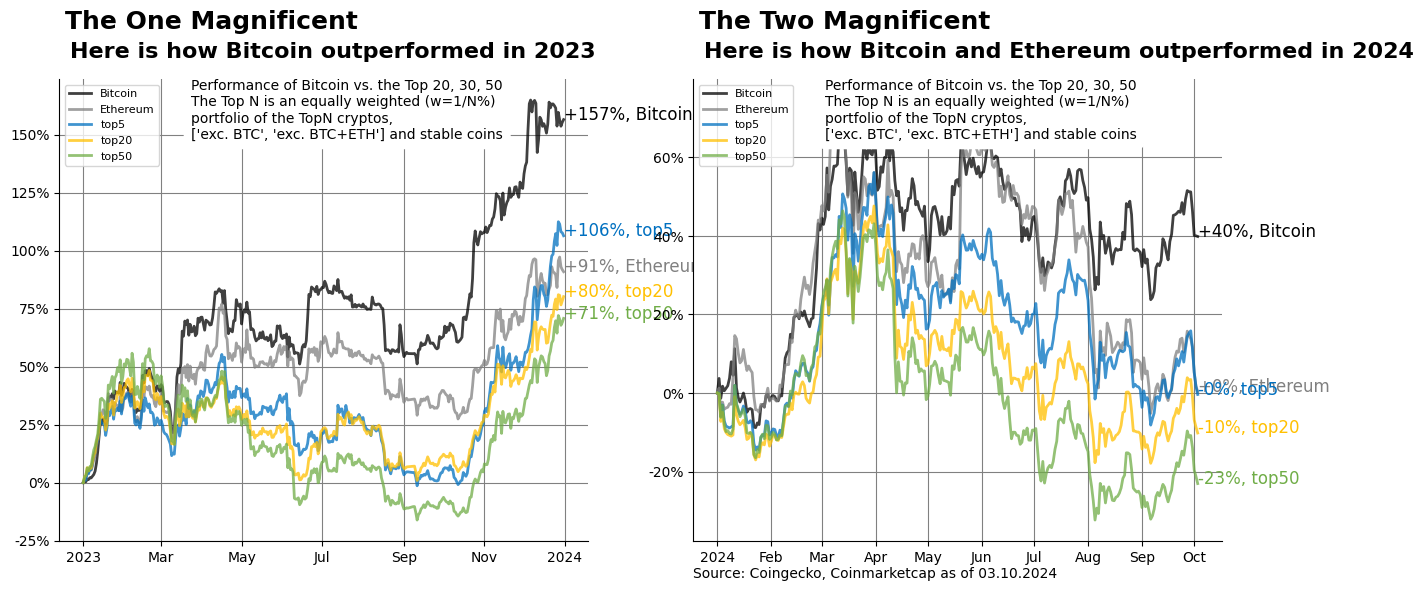 The One Magnificent
Here is how Bitcoin outperformed in 2023
Performance of Bitcoin vs. the Top 20, 30, 50
The Top N is an equally weighted (w=1/N%)
portfolio of the TopN cryptos,
['exc. BTC', 'exc. BTC+ETH'] and stable coins
Bitcoin
Ethereum
top5
top20
top50
150%
125%
100%
75%
50%
25%
0%
-25%
+157%, Bitcoin
+106%, top5
+91%, Ethereum
+80%, top20
+71%, top50
2023 Mar May Jul Sep Nov 2024
The Two Magnificent
Here is how Bitcoin and Ethereum outperformed in 2024
Performance of Bitcoin vs. the Top 20, 30, 50
The Top N is an equally weighted (w=1/N%)
portfolio of the TopN cryptos,
['exc. BTC', 'exc. BTC+ETH'] and stable coins
Bitcoin
Ethereum
top5
top20
top50
60%
40%
20%
0%
-20%
+40%, Bitcoin
Ethereum
-0%, top5
-10%, top20
-23%, top50
2024 Feb Mar Apr May Jun Jul Aug Sep Oct
Source: Coingecko, Coinmarketcap as of 03.10.2024